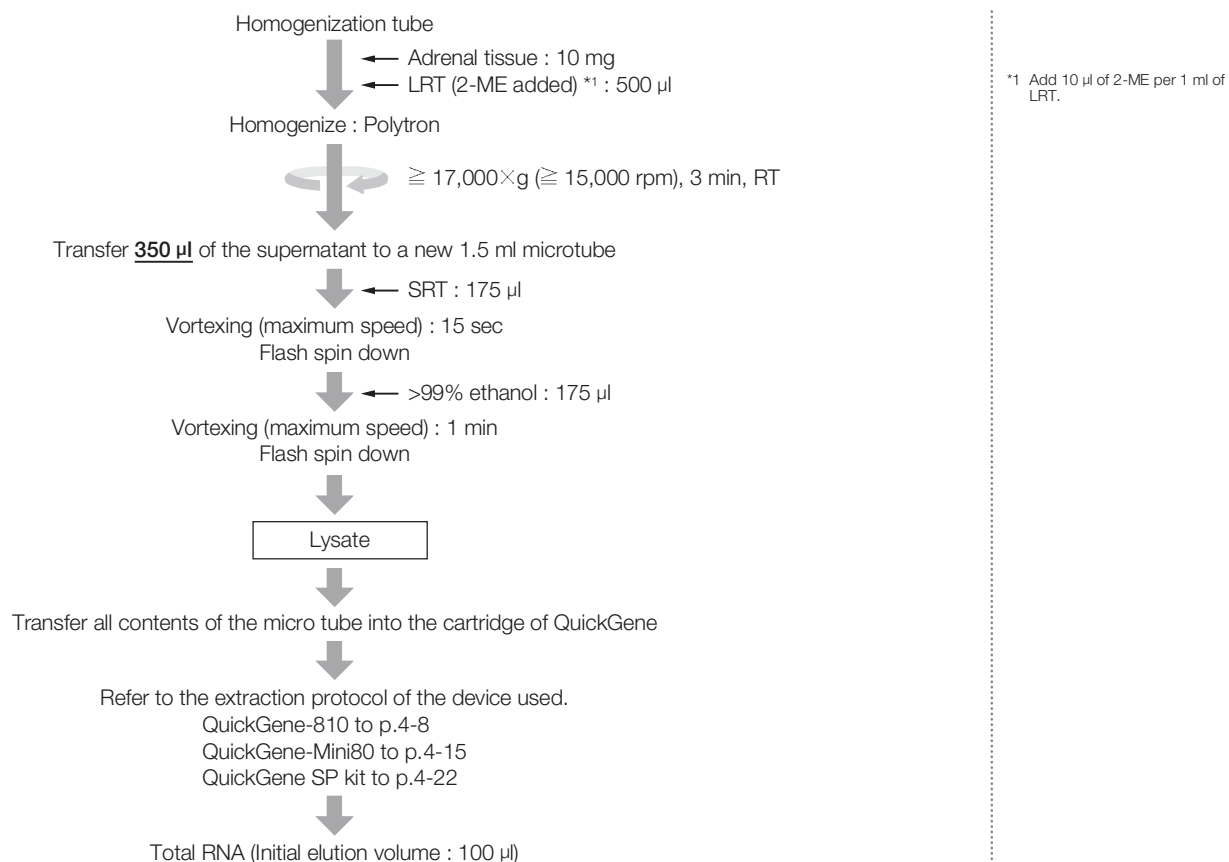 Homogenization tube
Adrenal tissue : 10 mg
LRT (2-ME added) *1 : 500 µl
Homogenize : Polytron
≧ 17,000×g (≧ 15,000 rpm), 3 min, RT
Transfer 350 µl of the supernatant to a new 1.5 ml microtube
SRT : 175 µl
Vortexing (maximum speed) : 15 sec
Flash spin down
>99% ethanol : 175 µl
Vortexing (maximum speed) : 1 min
Flash spin down
Lysate
Transfer all contents of the micro tube into the cartridge of QuickGene
Refer to the extraction protocol of the device used.
QuickGene-810 to p.4-8
QuickGene-Mini80 to p.4-15
QuickGene SP kit to p.4-22
Total RNA (Initial elution volume : 100 µl)
*1 Add 10 µl of 2-ME per 1 ml of
LRT.